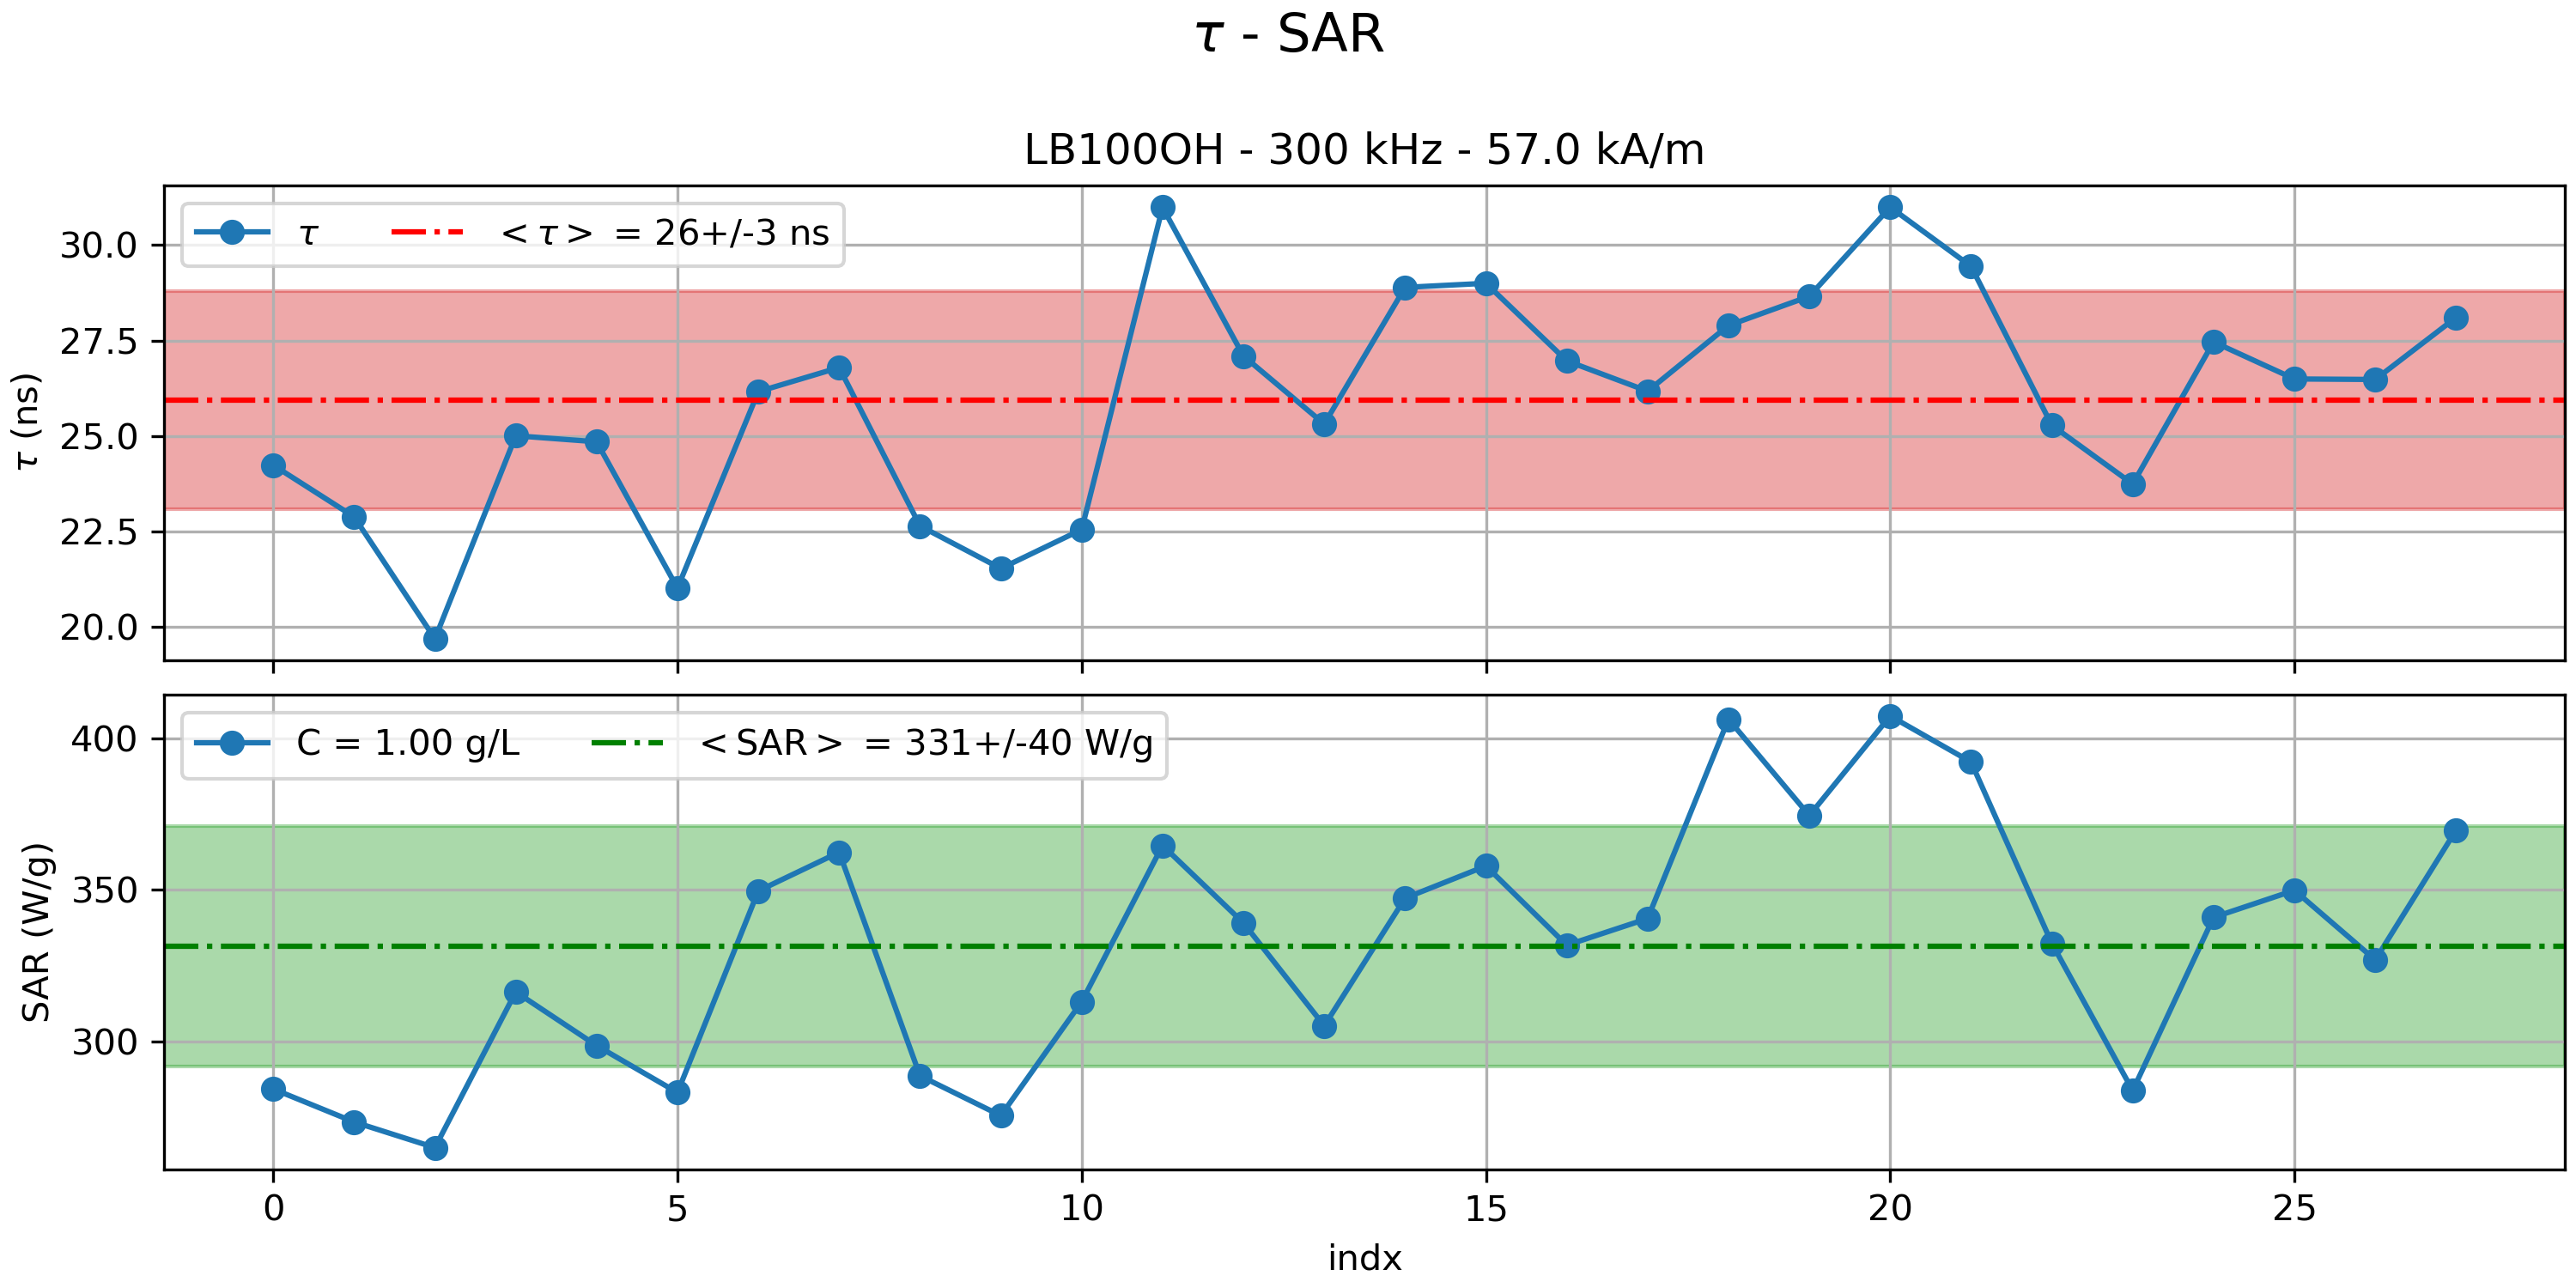 τ - SAR
LB100OH - 300 kHz - 57.0 kA/m
τ
< τ > = 26+/-3 ns
30.0
27.5
25.0
22.5
20.0
τ (ns)
C = 1.00 g/L
< SAR > = 331+/-40 W/g
400
350
300
SAR (W/g)
0 5 10 15 20 25
indx